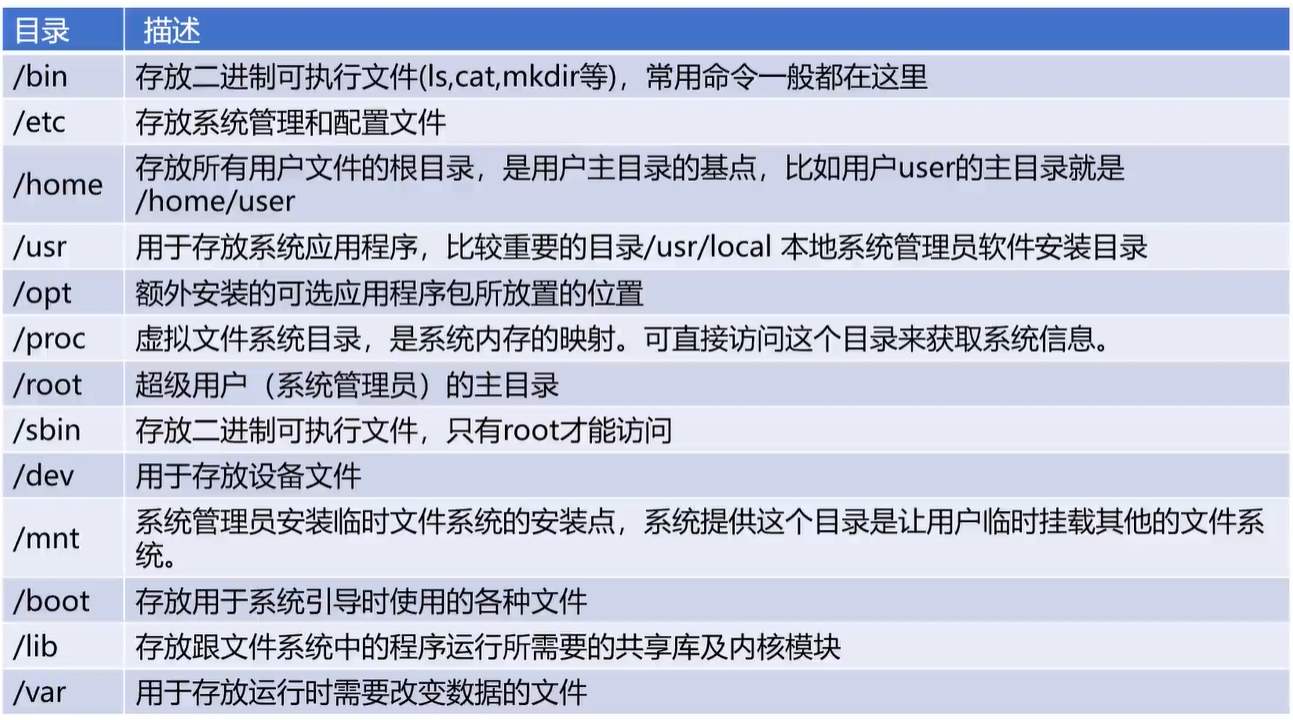 目录 描述
/bin 存放二进制可执行文件(ls,cat,mkdir等)，常用命令一般都在这里
/etc 存放系统管理和配置文件
/home 存放所有用户文件的根目录，是用户主目录的基点，比如用户user的主目录就是
/home/user
/usr 用于存放系统应用程序，比较重要的目录/usr/local 本地系统管理员软件安装目录
/opt 额外安装的可选应用程序包所放置的位置
/proc 虚拟文件系统目录，是系统内存的映射。可直接访问这个目录来获取系统信息。
/root 超级用户（系统管理员）的主目录
/sbin 存放二进制可执行文件，只有root才能访问
/dev 用于存放设备文件
/mnt 系统管理员安装临时文件系统的安装点，系统提供这个目录是让用户临时挂载其他的文件系
统。
/boot 存放用于系统引导时使用的各种文件
/lib 存放跟文件系统中的程序运行所需要的共享库及内核模块
/var 用于存放运行时需要改变数据的文件